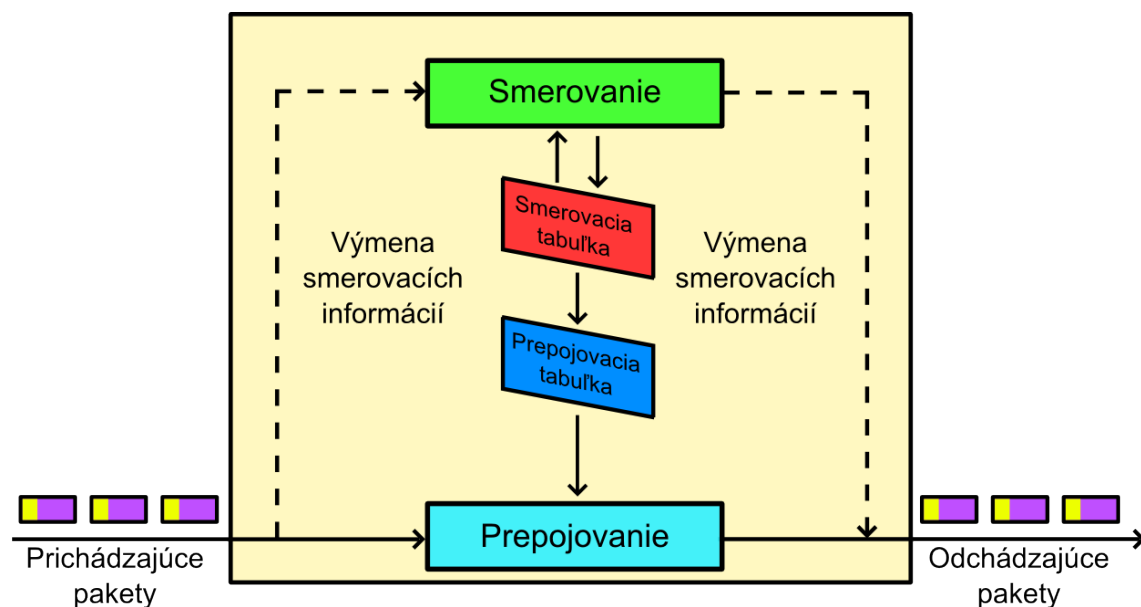 Smerovanie
Smerovacia
tabuľka
Výmena
smerovacích
informácií
Výmena
smerovacích
informácií
Prepojovacia
tabuľka
Prepojovanie
Prichádzajúce
pakety
Odchádzajúce
pakety